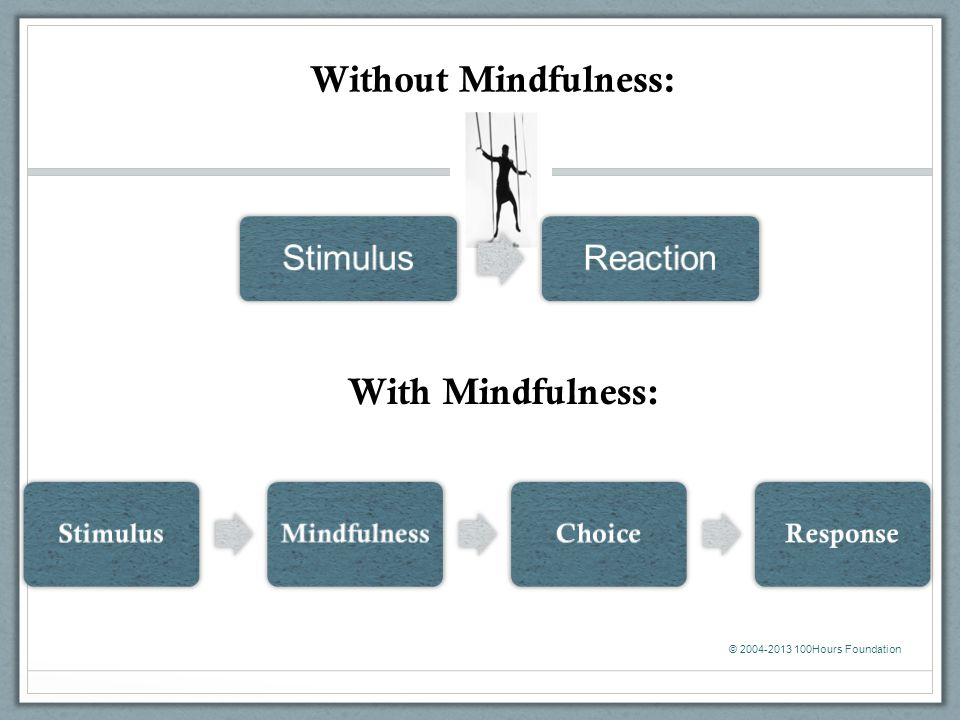 Without Mindfulness:
Stimulus
Reaction
With Mindfulness:
Stimulus
Mindfulness
Choice
Response
© 2004-2013 100Hours Foundation